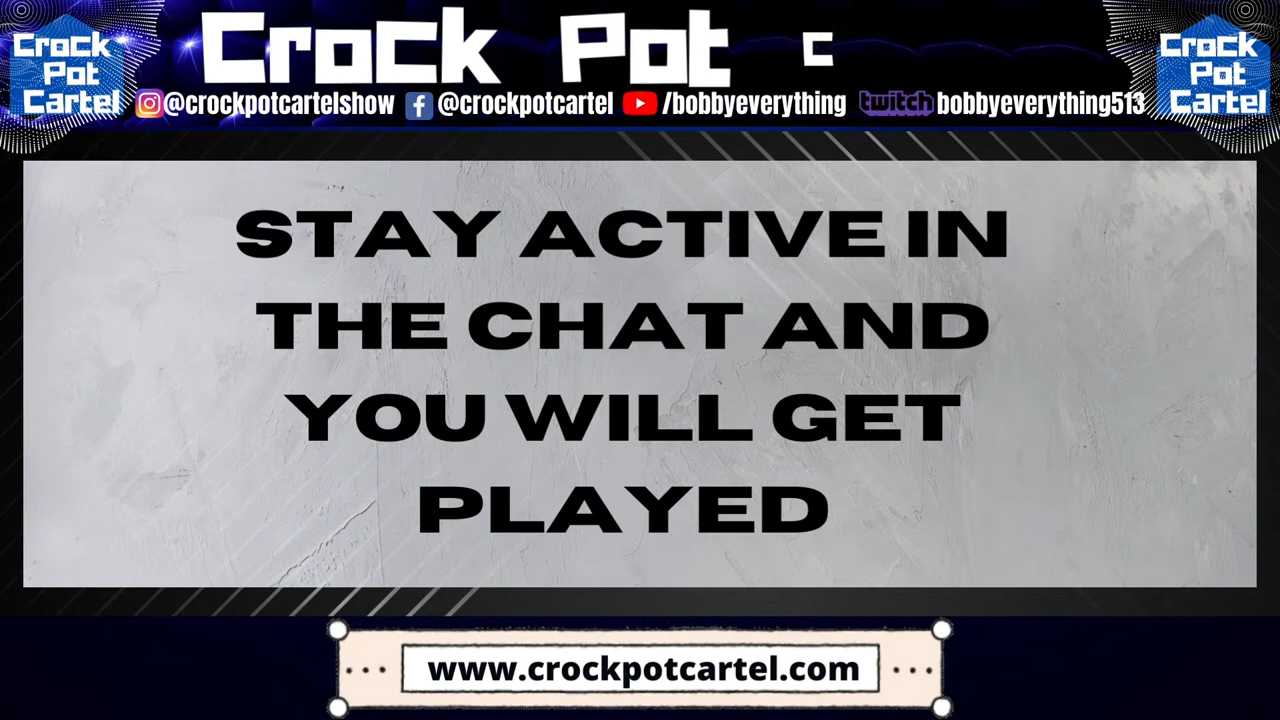 Crock Pot C
Crock
Pot
Cartel
@crockpotcartelshow @crockpotcartel /bobbyeverything twitch bobbyeverything513
Crock
Pot
Cartel
STAY ACTIVE IN
THE CHAT AND
YOU WILL GET
PLAYED
www.crockpotcartel.com